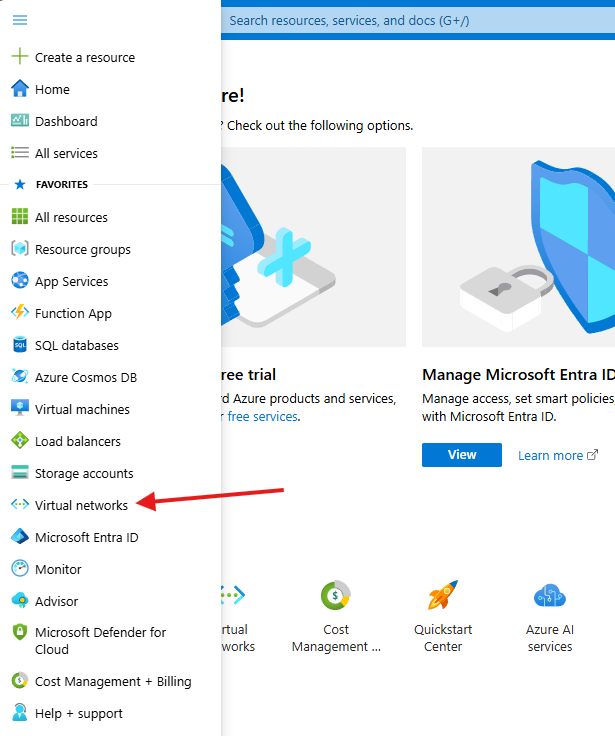 Search resources, services, and docs (G+/)
Create a resource
Home
Dashboard
All services
FAVORITES
All resources
Resource groups
App Services
Function App
SQL databases
Azure Cosmos DB
Virtual machines
Load balancers
Storage accounts
Virtual networks
Microsoft Entra ID
Monitor
Advisor
Microsoft Defender for
Cloud
Cost Management + Billing
Help + support
re!
? Check out the following options.
ree trial
d Azure products and services,
r free services.
Manage Microsoft Entra ID
Manage access, set smart policies,
with Microsoft Entra ID.
View
Learn more
rtual
works
Cost
Management ...
Quickstart
Center
Azure AI
services